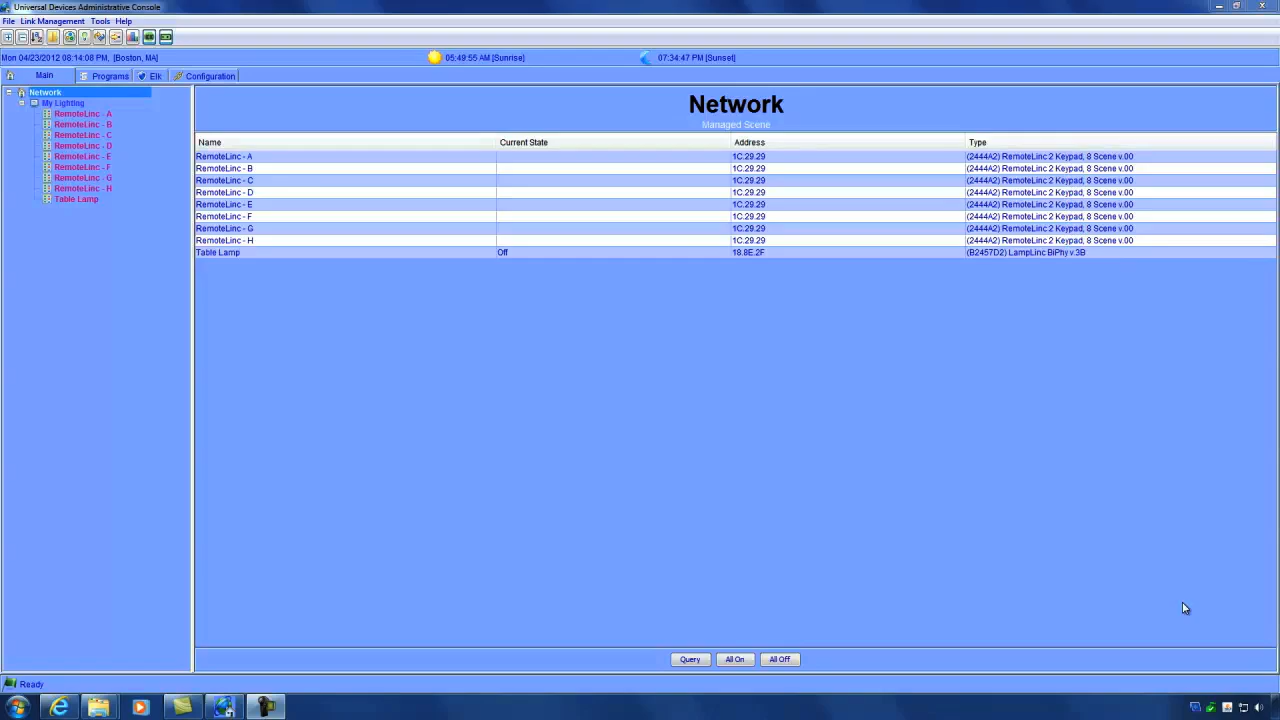 Universal Devices Administrative Console
File Link Management Tools Help
Mon 04/23/2012 08:14:08 PM, [Boston, MA] 05:49:55 AM [Sunrise] 07:34:47 PM [Sunset]
Main Programs Elk Configuration
Network
My Lighting
RemoteLinc - A
RemoteLinc - B
RemoteLinc - C
RemoteLinc - D
RemoteLinc - E
RemoteLinc - F
RemoteLinc - G
RemoteLinc - H
Table Lamp
Network
Managed Scene
Name Current State Address Type
RemoteLinc - A 1C.29.29 (2444A2) RemoteLinc 2 Keypad, 8 Scene v.00
RemoteLinc - B 1C.29.29 (2444A2) RemoteLinc 2 Keypad, 8 Scene v.00
RemoteLinc - C 1C.29.29 (2444A2) RemoteLinc 2 Keypad, 8 Scene v.00
RemoteLinc - D 1C.29.29 (2444A2) RemoteLinc 2 Keypad, 8 Scene v.00
RemoteLinc - E 1C.29.29 (2444A2) RemoteLinc 2 Keypad, 8 Scene v.00
RemoteLinc - F 1C.29.29 (2444A2) RemoteLinc 2 Keypad, 8 Scene v.00
RemoteLinc - G 1C.29.29 (2444A2) RemoteLinc 2 Keypad, 8 Scene v.00
RemoteLinc - H 1C.29.29 (2444A2) RemoteLinc 2 Keypad, 8 Scene v.00
Table Lamp Off 18.8E.2F (B2457D2) LampLinc BiPhy v.3B
Query All On All Off
Ready